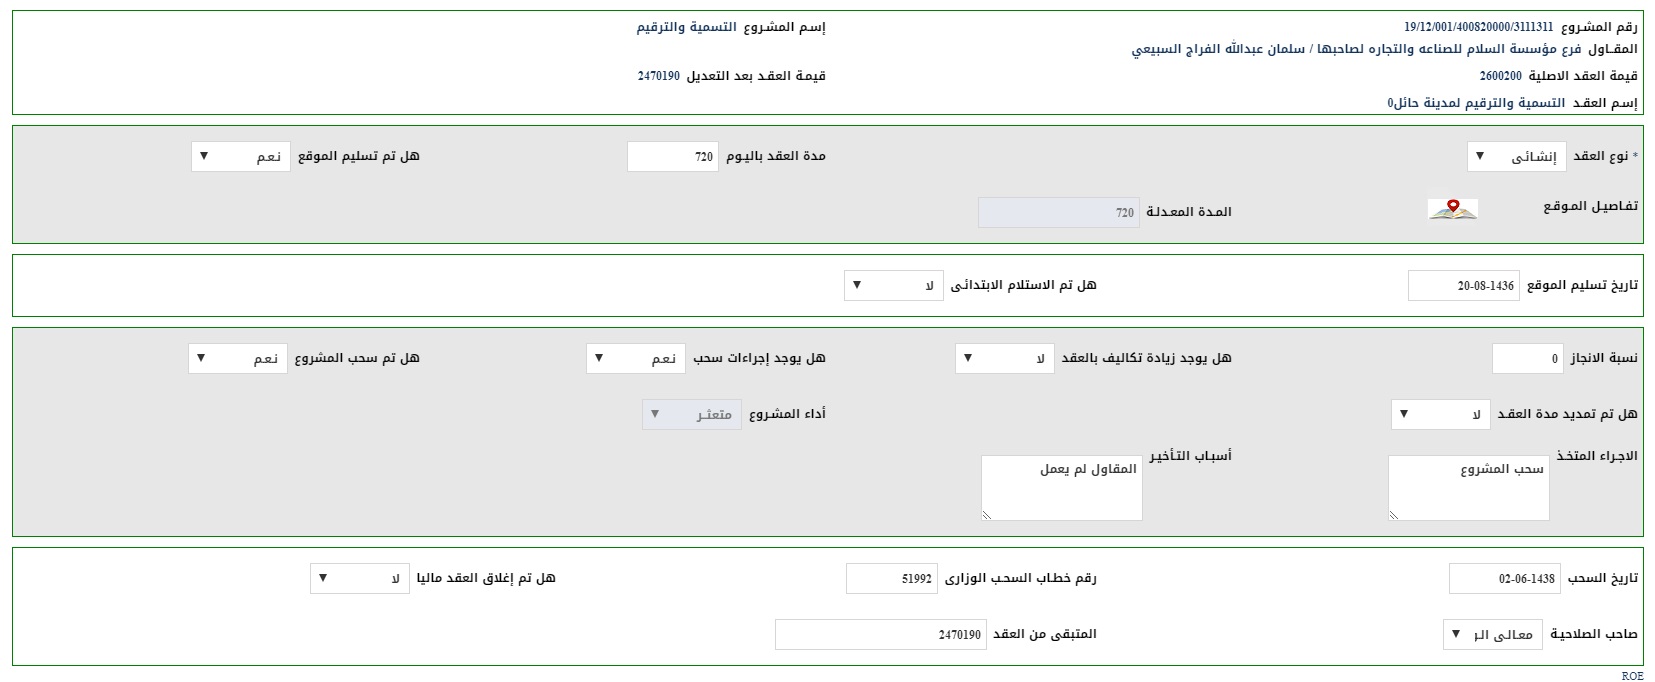 رقم المشروع 19/12/001/400820000/3111311 إسم المشروع التسمية والترقيم
المقاول فرع مؤسسة السلام للصناعه والتجاره لصاحبها / سلمان عبدالله الفراج السبيعي
قيمة العقد الاصلية 2600200 قيمة العقد بعد التعديل 2470190
إسم العقد التسمية والترقيم لمدينة حائل0
* نوع العقد إنشائى مدة العقد باليوم 720 هل تم تسليم الموقع نعم
تفاصيل الموقع المدة المعدلة 720
تاريخ تسليم الموقع 20-08-1436 هل تم الاستلام الابتدائى لا
نسبة الانجاز 0 هل يوجد زيادة تكاليف بالعقد لا هل يوجد إجراءات سحب نعم هل تم سحب المشروع نعم
هل تم تمديد مدة العقد لا أداء المشروع متعثر
الاجراء المتخذ سحب المشروع أسباب التأخير المقاول لم يعمل
تاريخ السحب 02-06-1438 رقم خطاب السحب الوزارى 51992 هل تم إغلاق العقد ماليا لا
صاحب الصلاحية معالى الر المتبقى من العقد 2470190
ROE